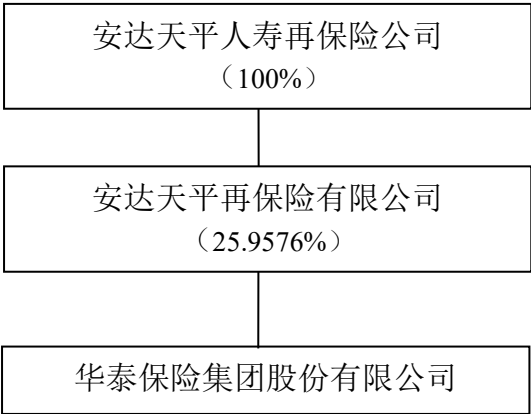 安达天平人寿再保险公司
（100%）
安达天平再保险有限公司
（25.9576%）
华泰保险集团股份有限公司